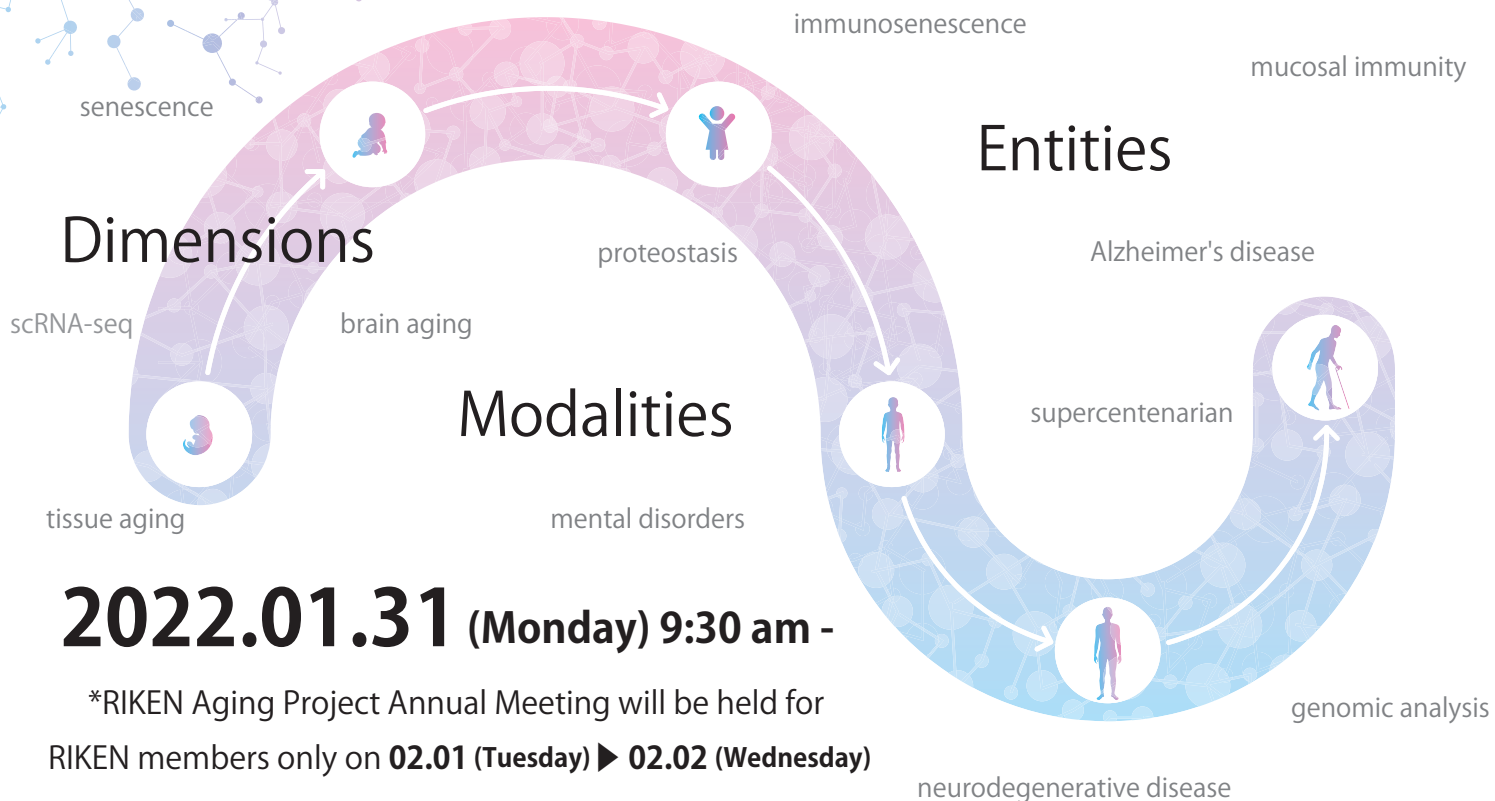 immunosenescence
mucosal immunity
senescence
Entities
Dimensions
proteostasis
Alzheimer's disease
scRNA-seq
brain aging
Modalities
supercentenarian
tissue aging
mental disorders
2022.01.31 (Monday) 9:30 am -
*RIKEN Aging Project Annual Meeting will be held for
RIKEN members only on 02.01 (Tuesday) ▶ 02.02 (Wednesday)
genomic analysis
neurodegenerative disease